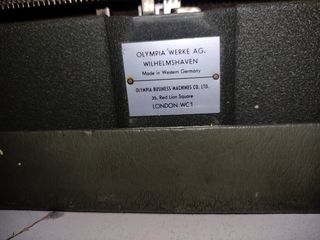 OLYMPIA WERKE AG.
WILHELMSHAVEN
Made in Western Germany
OLYMPIA BUSINESS MACHINES CO. LTD.
35, Red Lion Square
LONDON WC1